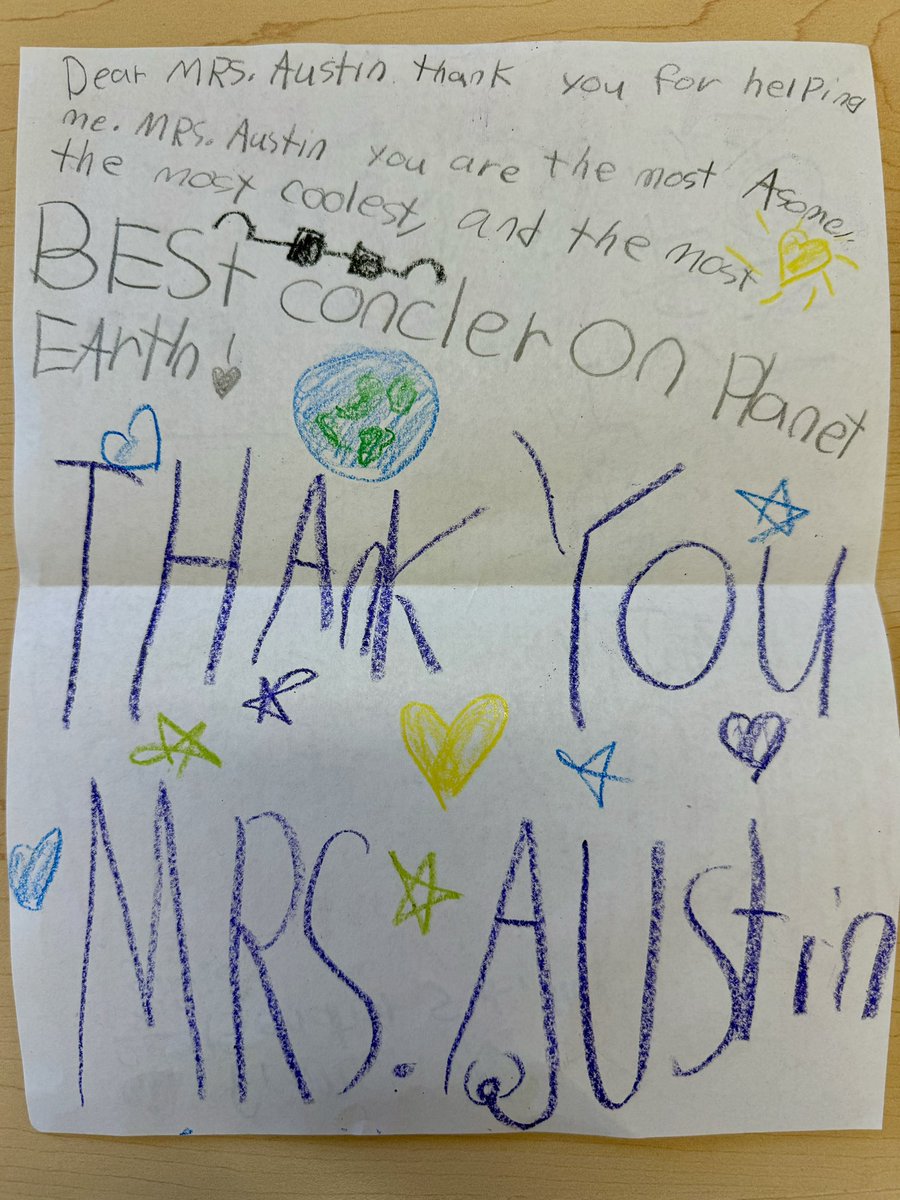 Dear MRS. Austin thank you for helping
me. MRS. Austin you are the most Asome,
the most coolest, and the most
BEST concler On Planet
EArth!
THAnk YOU
MRS. AUStin